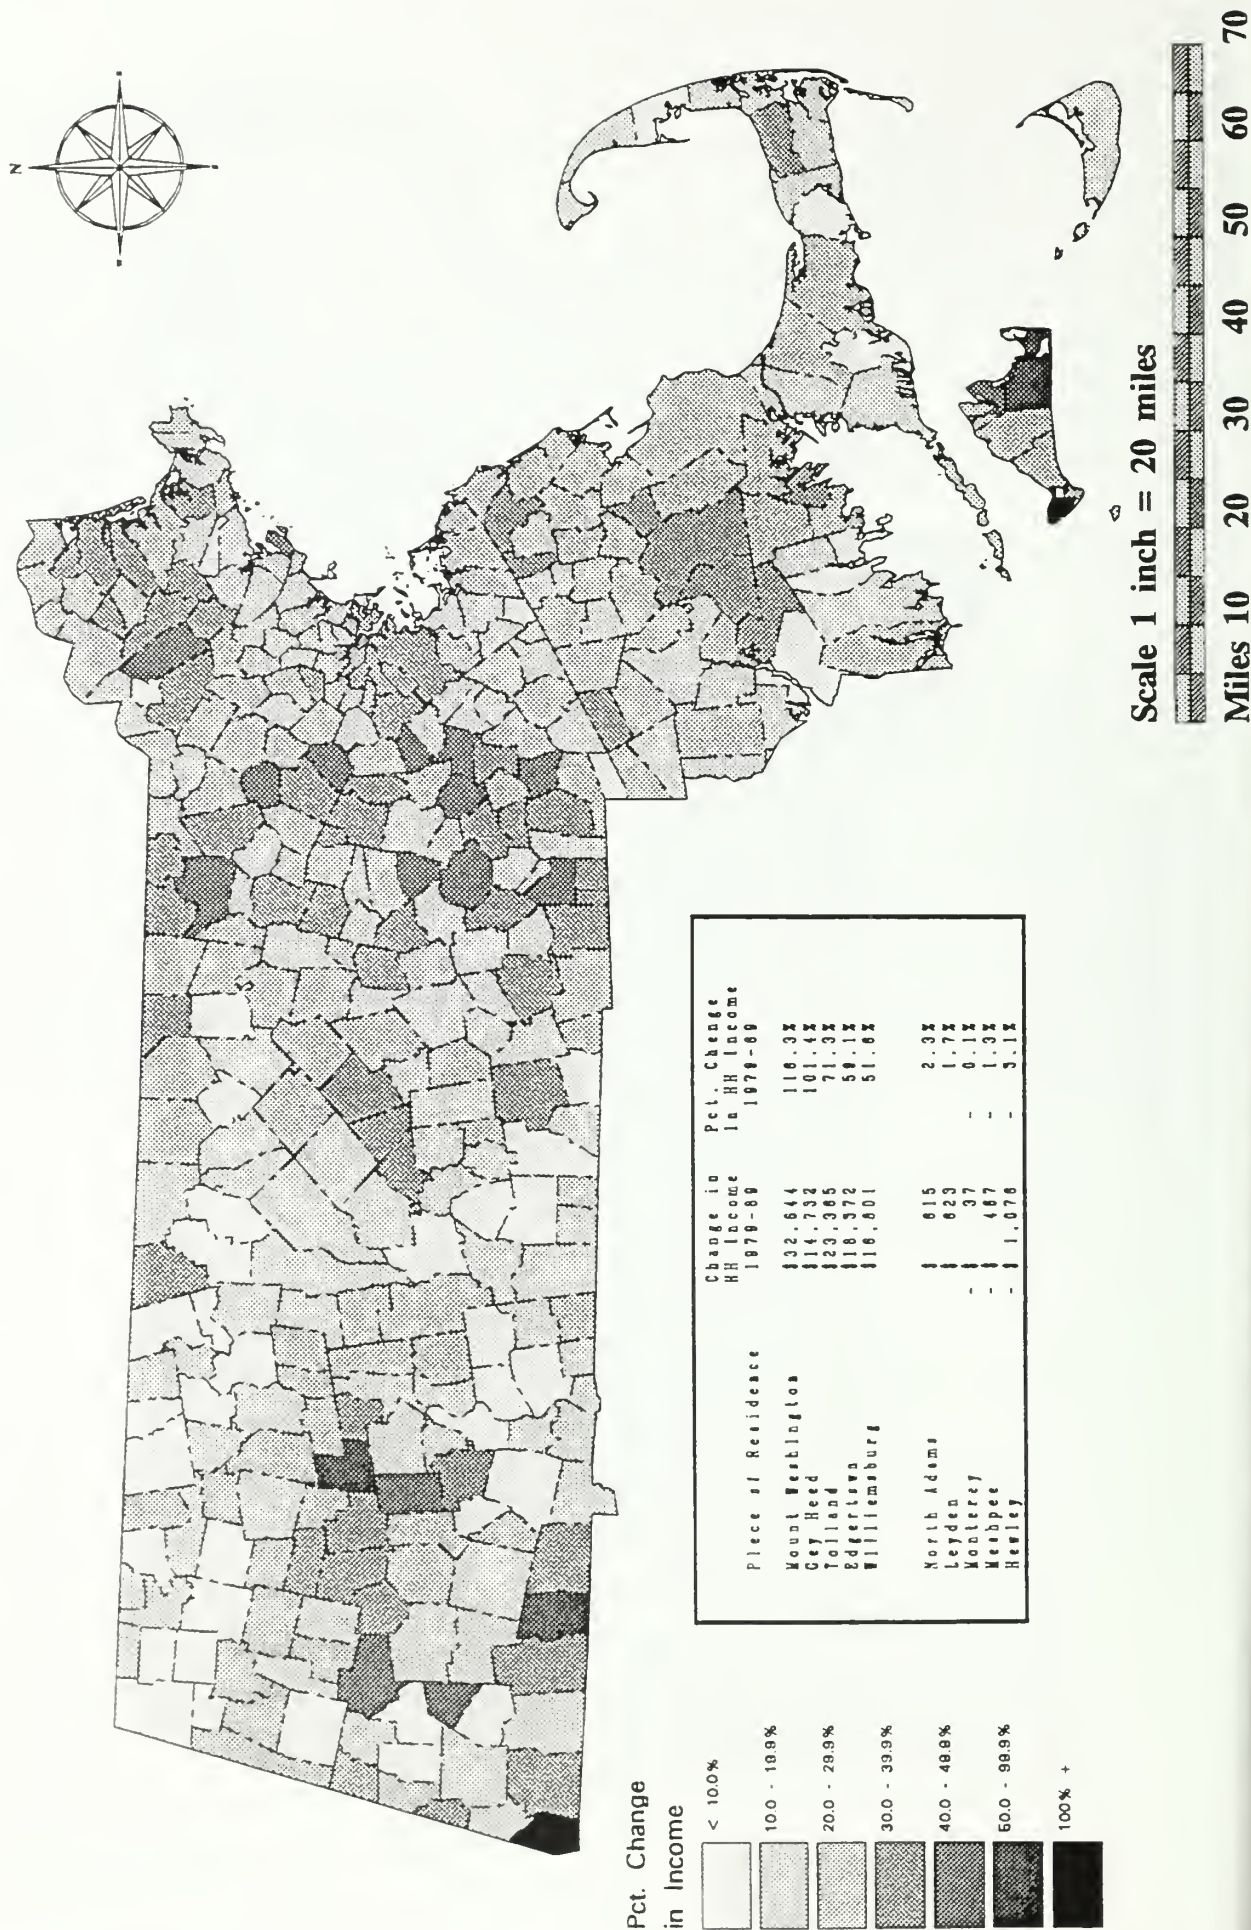 N
Scale 1 inch = 20 miles
Miles 10 20 30 40 50 60 70
Pct. Change
in Income
< 10.0%
10.0 - 19.9%
20.0 - 29.9%
30.0 - 39.9%
40.0 - 49.9%
50.0 - 99.9%
100% +
Change in Pct. Change
HH Income in HH Income
Place of Residence 1979-89 1979-89
Mount Washington $32,644 116.3%
Gay Head $14,732 101.4%
Tolland $23,365 71.3%
Edgartown $18,372 59.1%
Williamsburg $16,601 51.6%
North Adams $ 615 2.3%
Leyden $ 623 1.7%
Monterey - $ 37 - 0.1%
Mashpee - $ 467 - 1.3%
Hawley - $ 1,076 - 3.1%